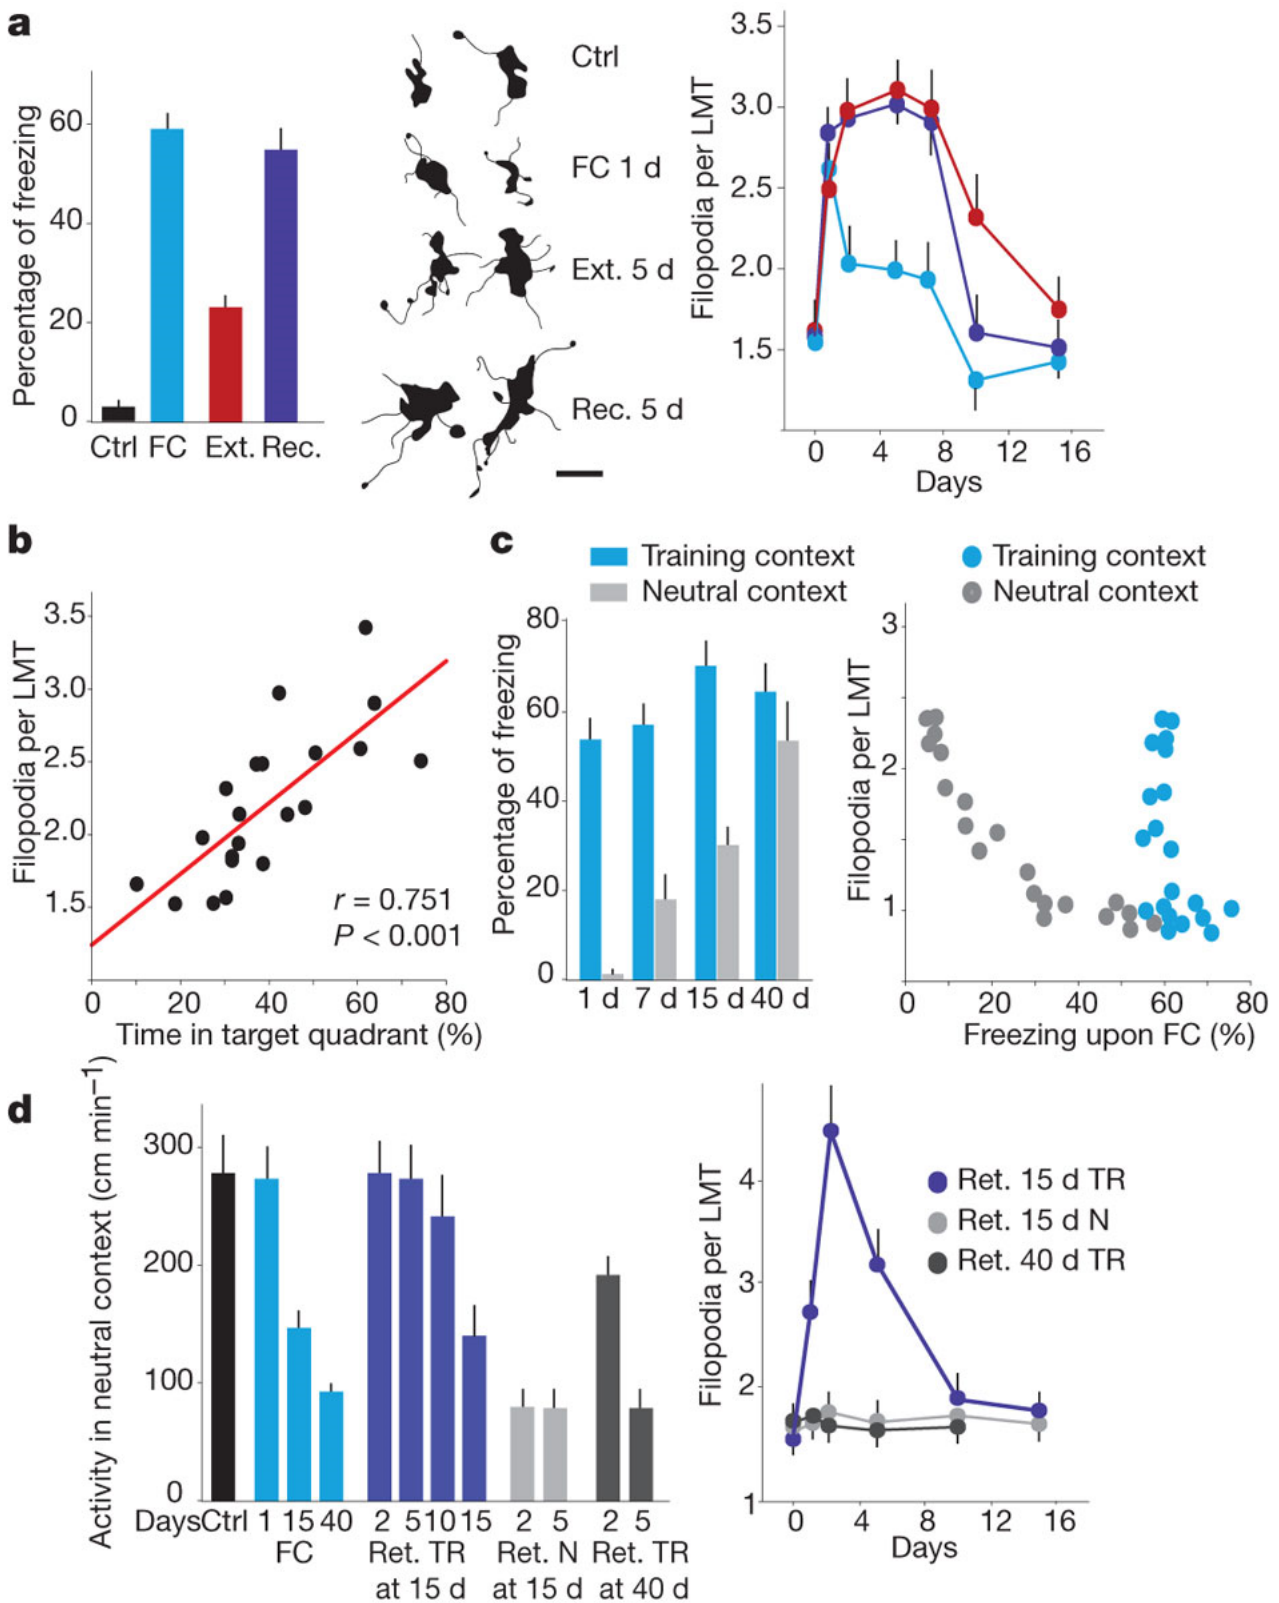 a
Percentage of freezing
60
40
20
0
Ctrl FC Ext. Rec.
Ctrl
FC 1 d
Ext. 5 d
Rec. 5 d
Filopodia per LMT
3.5
3.0
2.5
2.0
1.5
0 4 8 12 16
Days
b
Filopodia per LMT
3.5
3.0
2.5
2.0
1.5
r = 0.751
P < 0.001
0 20 40 60 80
Time in target quadrant (%)
c
Training context
Neutral context
Percentage of freezing
80
60
40
20
0
1 d 7 d 15 d 40 d
Training context
Neutral context
Filopodia per LMT
3
2
1
0 20 40 60 80
Freezing upon FC (%)
d
Activity in neutral context (cm min−1)
300
200
100
0
Days Ctrl 1 15 40 2 5 10 15 2 5 2 5
FC Ret. TR Ret. N Ret. TR
at 15 d at 15 d at 40 d
Filopodia per LMT
4
3
2
1
Ret. 15 d TR
Ret. 15 d N
Ret. 40 d TR
0 4 8 12 16
Days